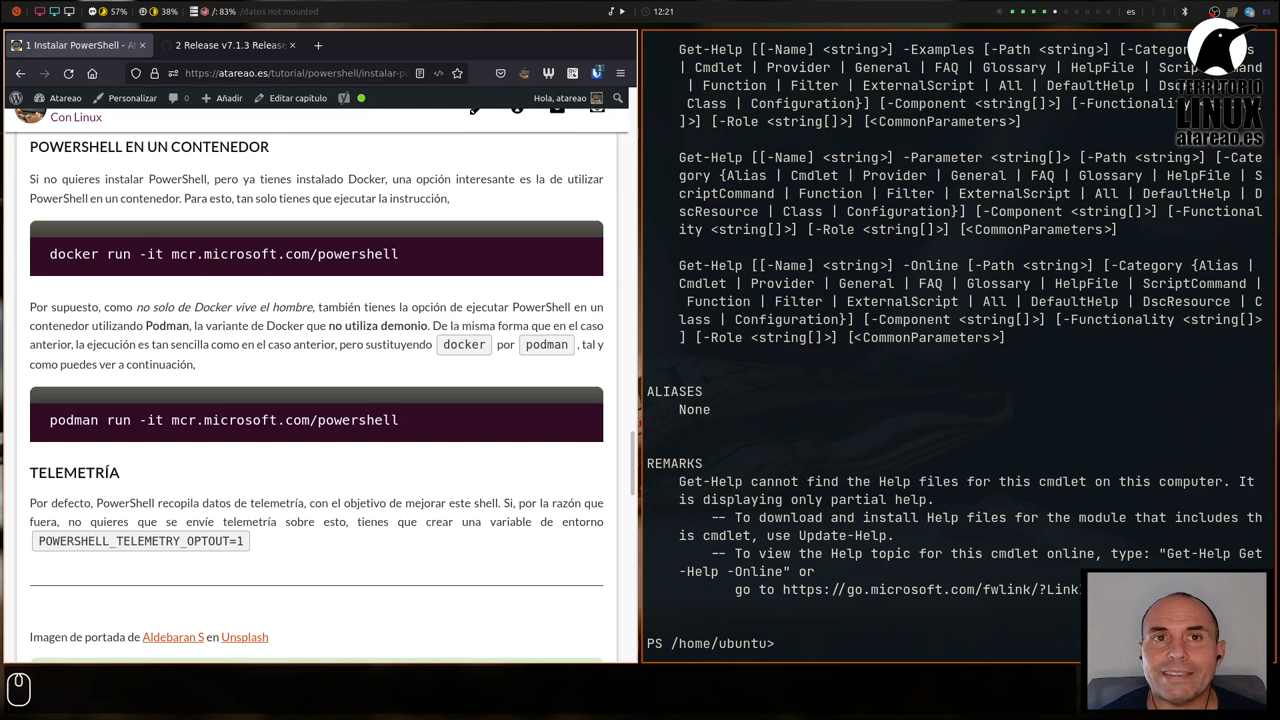 57% 38% /: 83% /datos not mounted 12:21 es ES
1 Instalar PowerShell - At 2 Release v7.1.3 Release
https://atareao.es/tutorial/powershell/instalar-p
Atareao Personalizar 0 Añadir Editar capítulo Hola, atareao
Con Linux
POWERSHELL EN UN CONTENEDOR
Si no quieres instalar PowerShell, pero ya tienes instalado Docker, una opción interesante es la de utilizar
PowerShell en un contenedor. Para esto, tan solo tienes que ejecutar la instrucción,
docker run -it mcr.microsoft.com/powershell
Por supuesto, como no solo de Docker vive el hombre, también tienes la opción de ejecutar PowerShell en un
contenedor utilizando Podman, la variante de Docker que no utiliza demonio. De la misma forma que en el caso
anterior, la ejecución es tan sencilla como en el caso anterior, pero sustituyendo docker por podman, tal y
como puedes ver a continuación,
podman run -it mcr.microsoft.com/powershell
TELEMETRÍA
Por defecto, PowerShell recopila datos de telemetría, con el objetivo de mejorar este shell. Si, por la razón que
fuera, no quieres que se envíe telemetría sobre esto, tienes que crear una variable de entorno
POWERSHELL_TELEMETRY_OPTOUT=1
Imagen de portada de Aldebaran S en Unsplash
Get-Help [[-Name] <string>] -Examples [-Path <string>] [-Categ
| Cmdlet | Provider | General | FAQ | Glossary | HelpFile | Sc
| Function | Filter | ExternalScript | All | DefaultHelp | Dsc
Class | Configuration}] [-Component <string[]>] [-Functionalit
]>] [-Role <string[]>] [<CommonParameters>]
Get-Help [[-Name] <string>] -Parameter <string[]> [-Path <string>] [-Cate
gory {Alias | Cmdlet | Provider | General | FAQ | Glossary | HelpFile | S
criptCommand | Function | Filter | ExternalScript | All | DefaultHelp | D
scResource | Class | Configuration}] [-Component <string[]>] [-Functional
ity <string[]>] [-Role <string[]>] [<CommonParameters>]
Get-Help [[-Name] <string>] -Online [-Path <string>] [-Category {Alias |
Cmdlet | Provider | General | FAQ | Glossary | HelpFile | ScriptCommand |
Function | Filter | ExternalScript | All | DefaultHelp | DscResource | C
lass | Configuration}] [-Component <string[]>] [-Functionality <string[]>
] [-Role <string[]>] [<CommonParameters>]
ALIASES
None
REMARKS
Get-Help cannot find the Help files for this cmdlet on this computer. It
is displaying only partial help.
-- To download and install Help files for the module that includes th
is cmdlet, use Update-Help.
-- To view the Help topic for this cmdlet online, type: "Get-Help Get
-Help -Online" or
go to https://go.microsoft.com/fwlink/?Link
PS /home/ubuntu>
TERRITORIO
LINUX
atareao.es